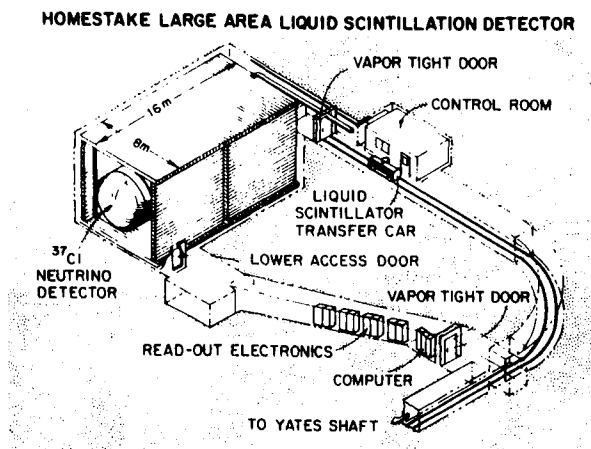 HOMESTAKE LARGE AREA LIQUID SCINTILLATION DETECTOR
VAPOR TIGHT DOOR
CONTROL ROOM
16m
8m
LIQUID
SCINTILLATOR
TRANSFER CAR
37Cl
NEUTRINO
DETECTOR
LOWER ACCESS DOOR
VAPOR TIGHT DOOR
READ-OUT ELECTRONICS
COMPUTER
TO YATES SHAFT